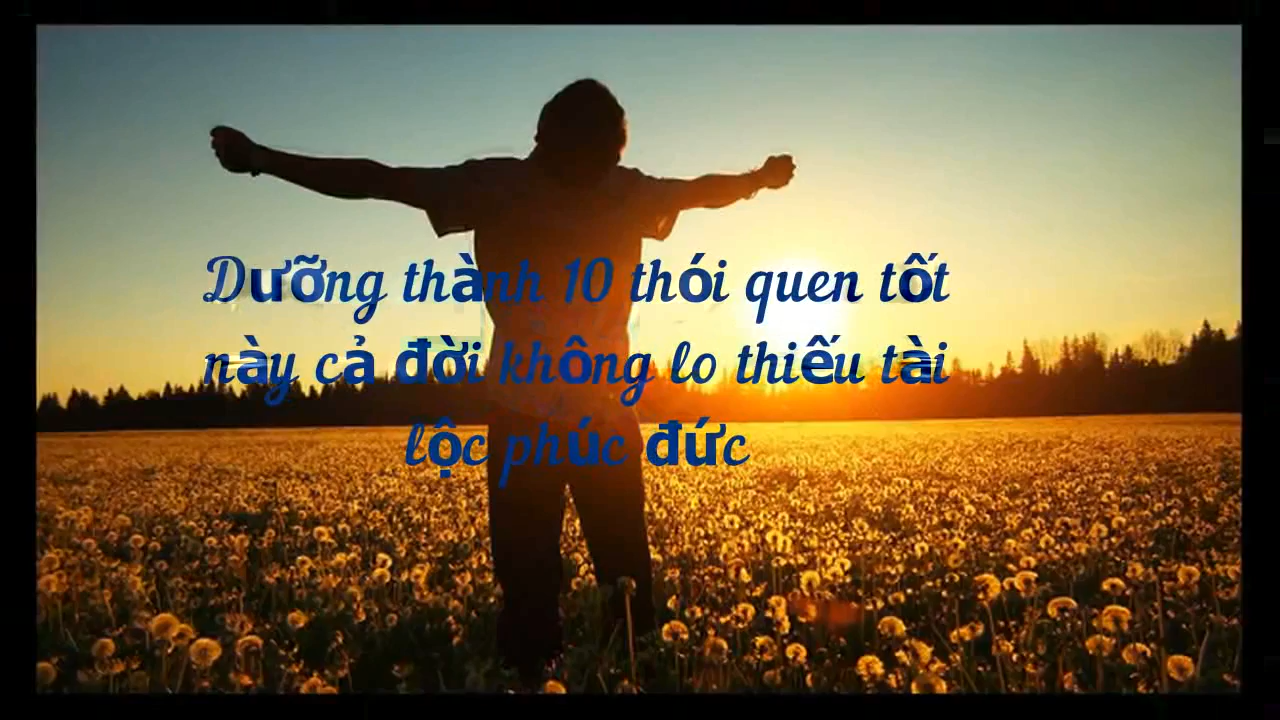 Dưỡng thành 10 thói quen tốt
này cả đời không lo thiếu tài
lộc phúc đức